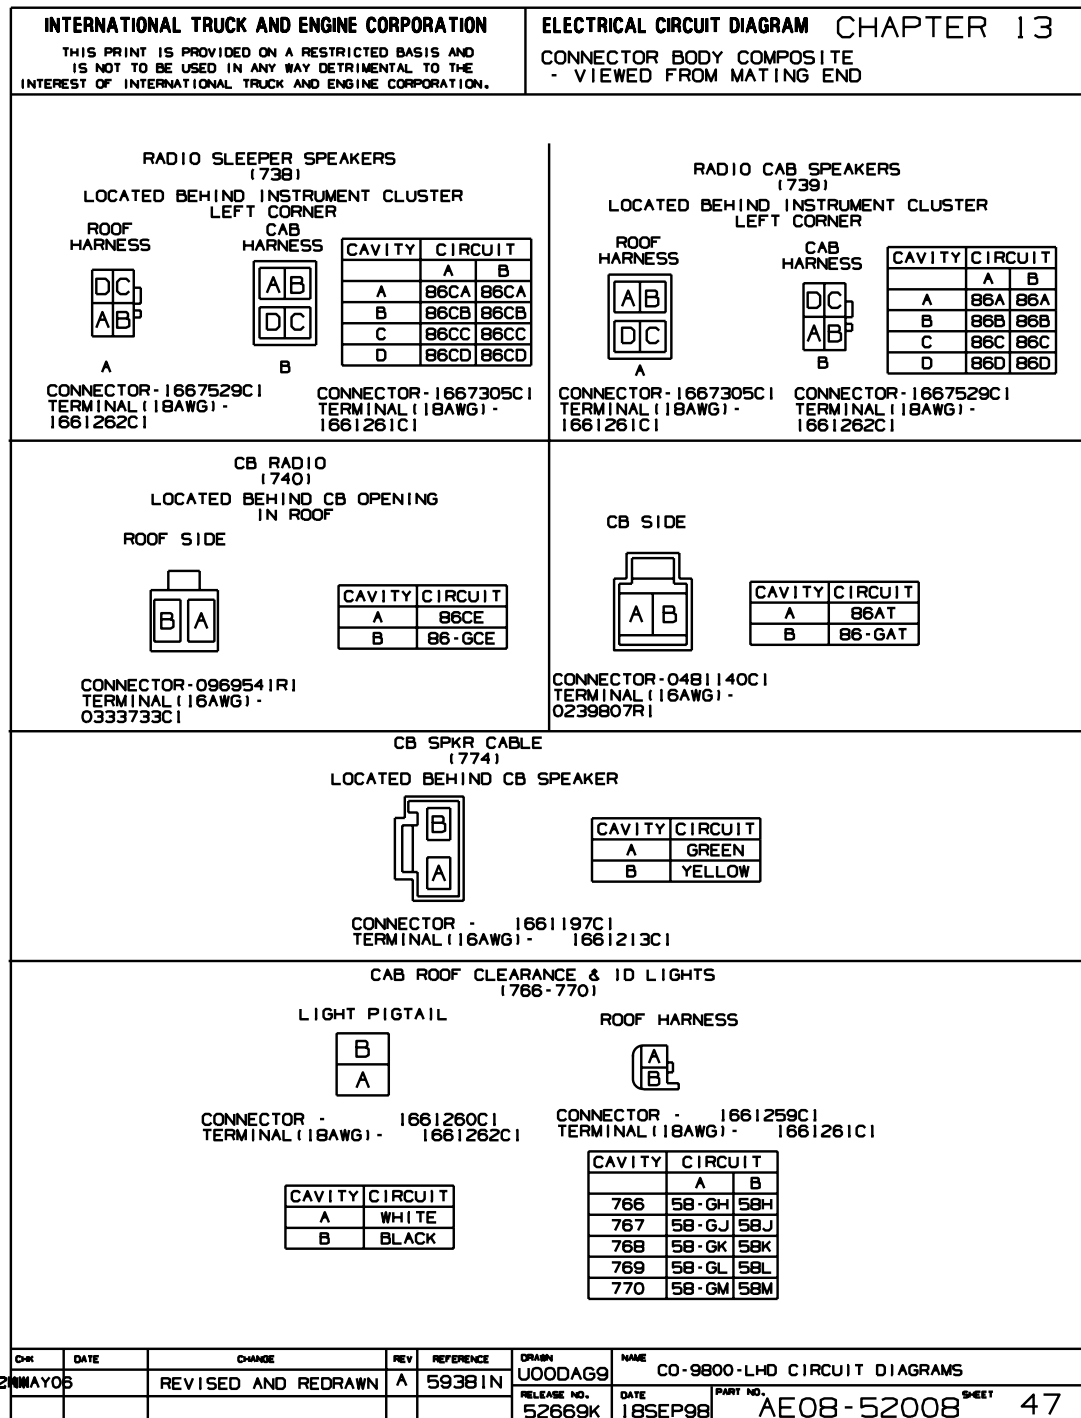 INTERNATIONAL TRUCK AND ENGINE CORPORATION
THIS PRINT IS PROVIDED ON A RESTRICTED BASIS AND
IS NOT TO BE USED IN ANY WAY DETRIMENTAL TO THE
INTEREST OF INTERNATIONAL TRUCK AND ENGINE CORPORATION.
ELECTRICAL CIRCUIT DIAGRAM CHAPTER 13
CONNECTOR BODY COMPOSITE
- VIEWED FROM MATING END
RADIO SLEEPER SPEAKERS
(738)
LOCATED BEHIND INSTRUMENT CLUSTER
LEFT CORNER
ROOF
HARNESS
CAB
HARNESS
D C
A B
A
A B
D C
B
CAVITY CIRCUIT
A B
A 86CA 86CA
B 86CB 86CB
C 86CC 86CC
D 86CD 86CD
CONNECTOR-1667529C1
TERMINAL(18AWG)-
1661262C1
CONNECTOR-1667305C1
TERMINAL(18AWG)-
1661261C1
RADIO CAB SPEAKERS
(739)
LOCATED BEHIND INSTRUMENT CLUSTER
LEFT CORNER
ROOF
HARNESS
CAB
HARNESS
A B
D C
A
D C
A B
B
CAVITY CIRCUIT
A B
A 86A 86A
B 86B 86B
C 86C 86C
D 86D 86D
CONNECTOR-1667305C1
TERMINAL(18AWG)-
1661261C1
CONNECTOR-1667529C1
TERMINAL(18AWG)-
1661262C1
CB RADIO
(740)
LOCATED BEHIND CB OPENING
IN ROOF
ROOF SIDE
B A
CAVITY CIRCUIT
A 86CE
B 86-GCE
CONNECTOR-0969541R1
TERMINAL(16AWG)-
0333733C1
CB SIDE
A B
CAVITY CIRCUIT
A 86AT
B 86-GAT
CONNECTOR-0481140C1
TERMINAL(16AWG)-
0239807R1
CB SPKR CABLE
(774)
LOCATED BEHIND CB SPEAKER
B
A
CAVITY CIRCUIT
A GREEN
B YELLOW
CONNECTOR - 1661197C1
TERMINAL(16AWG)- 1661213C1
CAB ROOF CLEARANCE & ID LIGHTS
(766-770)
LIGHT PIGTAIL
B
A
CONNECTOR - 1661260C1
TERMINAL(18AWG)- 1661262C1
CAVITY CIRCUIT
A WHITE
B BLACK
ROOF HARNESS
A
B
CONNECTOR - 1661259C1
TERMINAL(18AWG)- 1661261C1
CAVITY CIRCUIT
A B
766 58-GH 58H
767 58-GJ 58J
768 58-GK 58K
769 58-GL 58L
770 58-GM 58M
CHK DATE CHANGE REV REFERENCE
REVISED AND REDRAWN A 59381N
DRAWN
U00DAG9
NAME
CO-9800-LHD CIRCUIT DIAGRAMS
RELEASE NO.
52669K
DATE
18SEP98
PART NO.
AE08-52008
SHEET 47